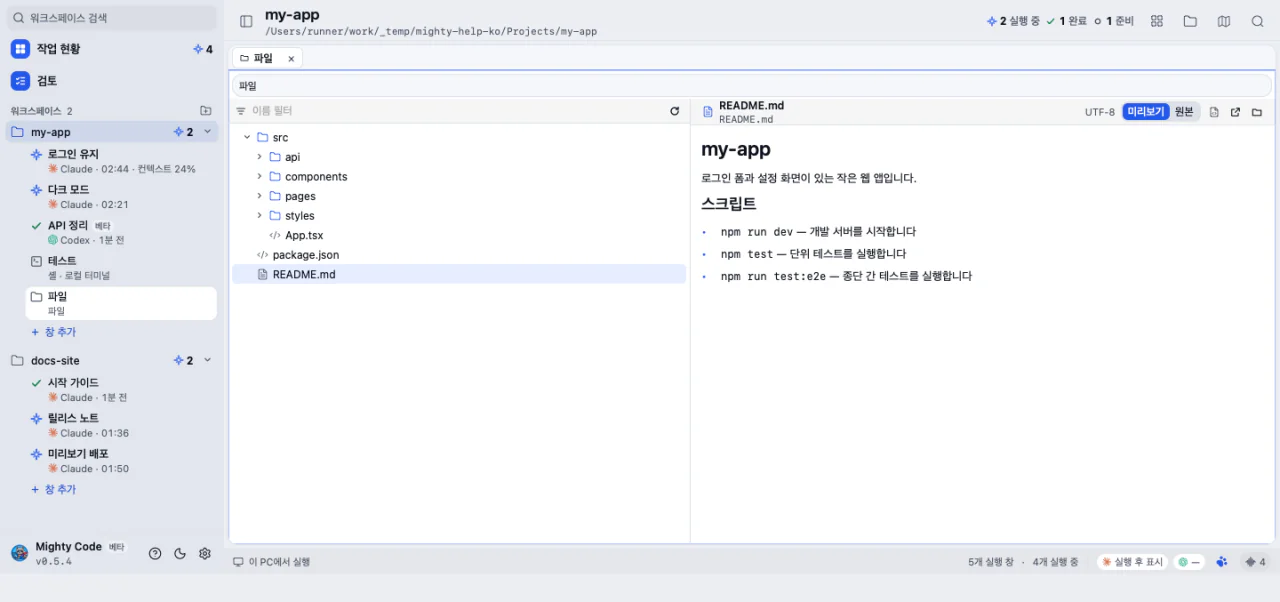 워크스페이스 검색
작업 현황 4
검토
워크스페이스 2
my-app 2
로그인 유지
Claude · 02:44 · 컨텍스트 24%
다크 모드
Claude · 02:21
API 정리 베타
Codex · 1분 전
테스트
셸 · 로컬 터미널
파일
파일
+ 창 추가
docs-site 2
시작 가이드
Claude · 1분 전
릴리스 노트
Claude · 01:36
미리보기 배포
Claude · 01:50
+ 창 추가
Mighty Code 베타
v0.5.4
my-app
/Users/runner/work/_temp/mighty-help-ko/Projects/my-app
2 실행 중 1 완료 1 준비
파일
파일
이름 필터
src
api
components
pages
styles
App.tsx
package.json
README.md
README.md
README.md
UTF-8 미리보기 원본
my-app
로그인 폼과 설정 화면이 있는 작은 웹 앱입니다.
스크립트
• npm run dev — 개발 서버를 시작합니다
• npm test — 단위 테스트를 실행합니다
• npm run test:e2e — 종단 간 테스트를 실행합니다
이 PC에서 실행
5개 실행 창 · 4개 실행 중 실행 후 표시 — 4